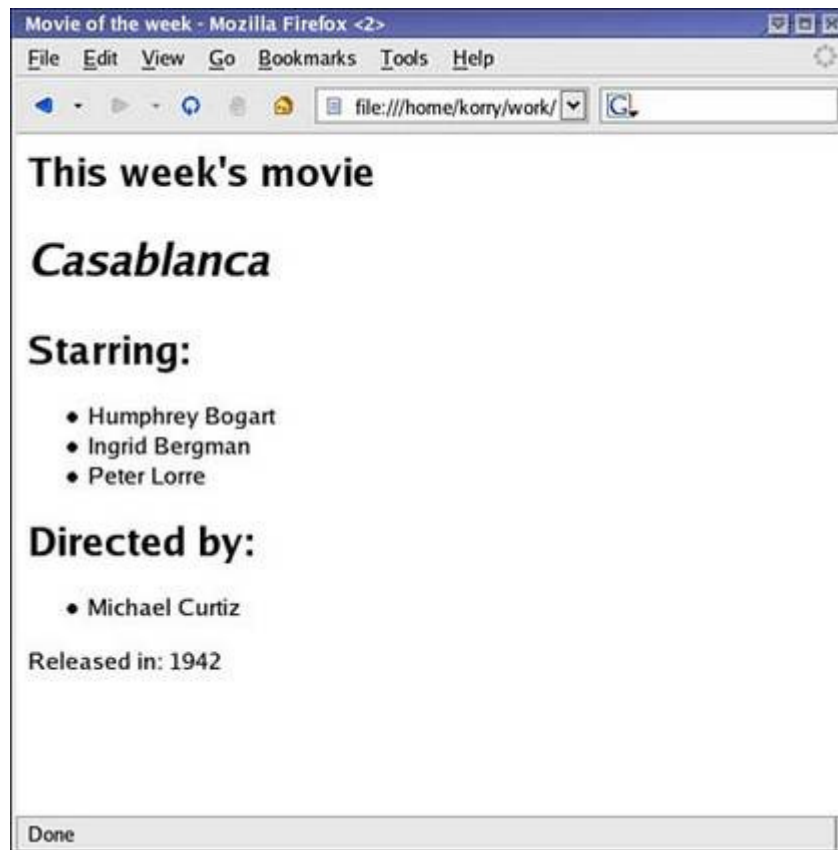 Movie of the week - Mozilla Firefox <2>
File Edit View Go Bookmarks Tools Help
file:///home/korry/work/ G
This week's movie
Casablanca
Starring:
• Humphrey Bogart
• Ingrid Bergman
• Peter Lorre
Directed by:
• Michael Curtiz
Released in: 1942
Done